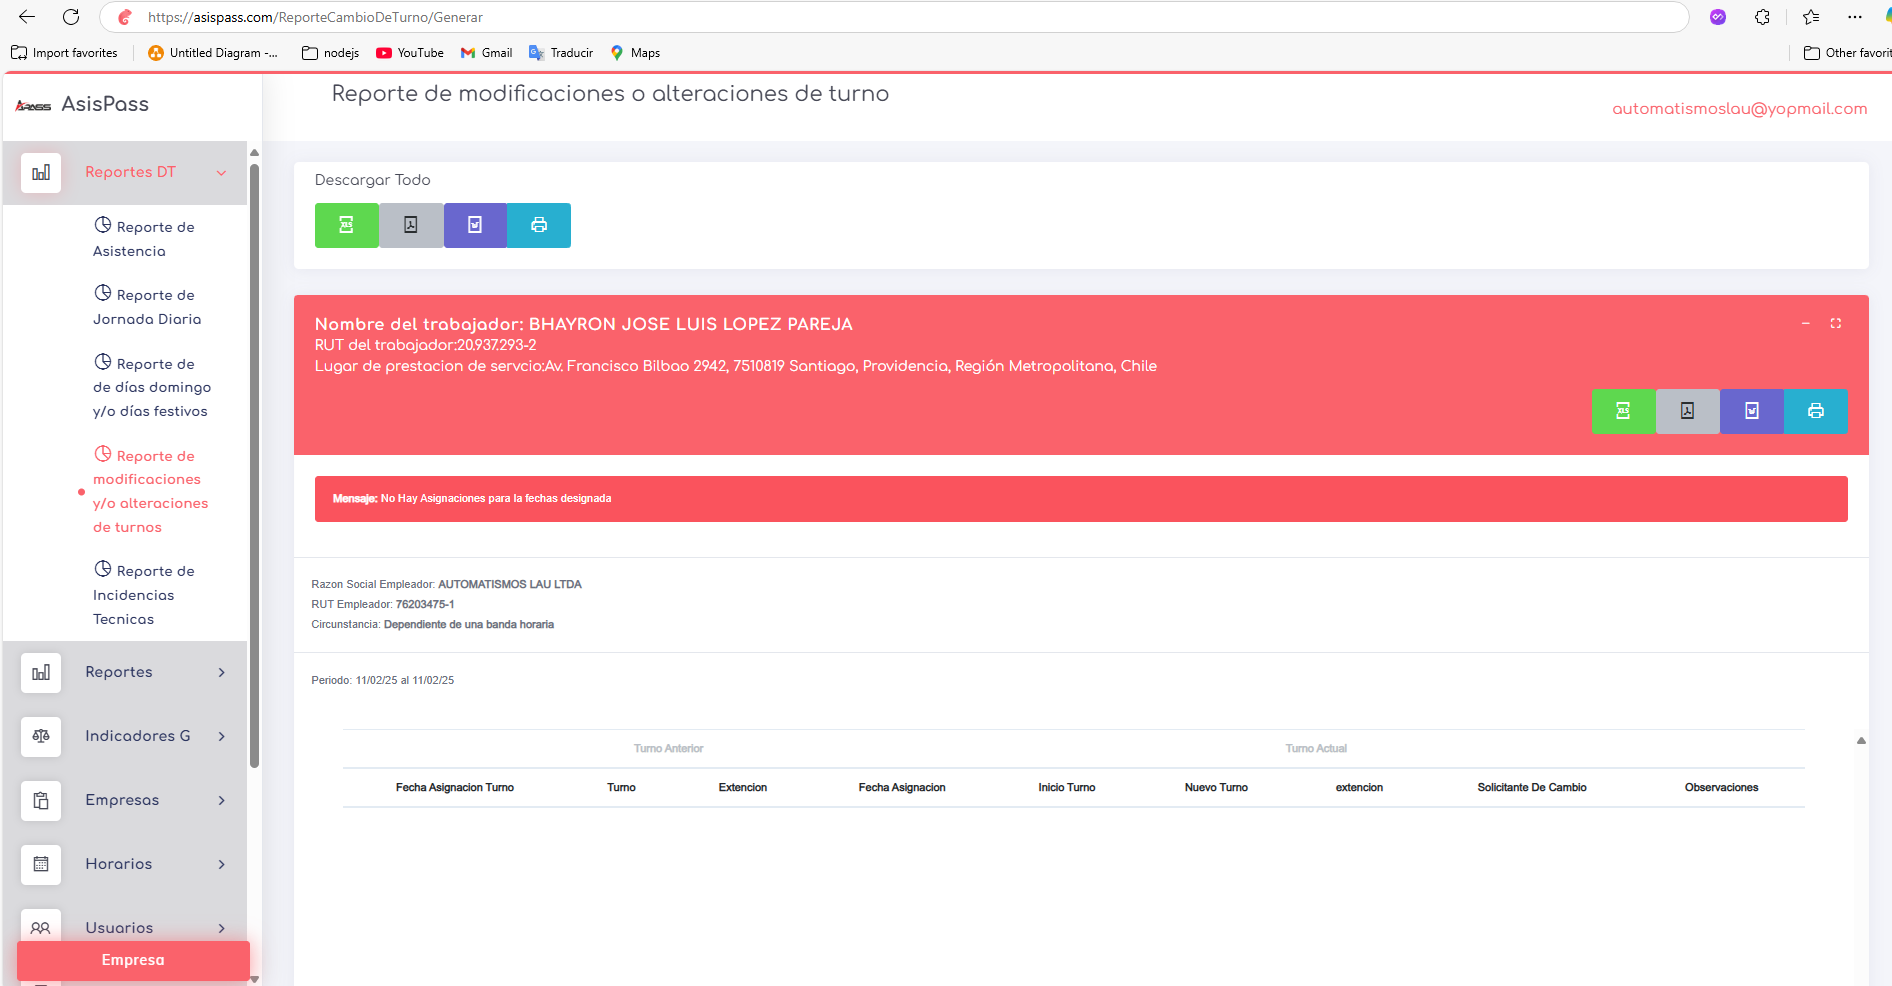 https://asispass.com/ReporteCambioDeTurno/Generar
Import favorites
Untitled Diagram -...
nodejs
YouTube
Gmail
Traducir
Maps
Other favorit
APASS
AsisPass
Reporte de modificaciones o alteraciones de turno
automatismoslau@yopmail.com
Reportes DT
Reporte de
Asistencia
Reporte de
Jornada Diaria
Reporte de
de días domingo
y/o días festivos
Reporte de
modificaciones
y/o alteraciones
de turnos
Reporte de
Incidencias
Tecnicas
Reportes
Indicadores G
Empresas
Horarios
Usuarios
Empresa
Descargar Todo
XLS
Nombre del trabajador: BHAYRON JOSE LUIS LOPEZ PAREJA
RUT del trabajador:20.937.293-2
Lugar de prestacion de servcio:Av. Francisco Bilbao 2942, 7510819 Santiago, Providencia, Región Metropolitana, Chile
XLS
Mensaje: No Hay Asignaciones para la fechas designada
Razon Social Empleador: AUTOMATISMOS LAU LTDA
RUT Empleador: 76203475-1
Circunstancia: Dependiente de una banda horaria
Periodo: 11/02/25 al 11/02/25
Turno Anterior
Turno Actual
Fecha Asignacion Turno
Turno
Extencion
Fecha Asignacion
Inicio Turno
Nuevo Turno
extencion
Solicitante De Cambio
Observaciones